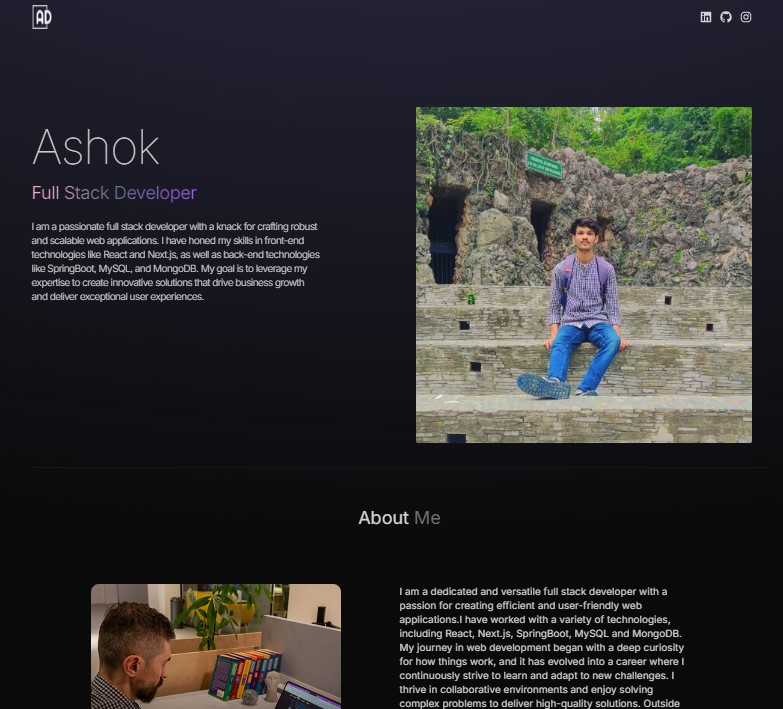 AD
Ashok
Full Stack Developer
I am a passionate full stack developer with a knack for crafting robust
and scalable web applications. I have honed my skills in front-end
technologies like React and Next.js, as well as back-end technologies
like SpringBoot, MySQL, and MongoDB. My goal is to leverage my
expertise to create innovative solutions that drive business growth
and deliver exceptional user experiences.
About Me
I am a dedicated and versatile full stack developer with a
passion for creating efficient and user-friendly web
applications.I have worked with a variety of technologies,
including React, Next.js, SpringBoot, MySQL and MongoDB.
My journey in web development began with a deep curiosity
for how things work, and it has evolved into a career where I
continuously strive to learn and adapt to new challenges. I
thrive in collaborative environments and enjoy solving
complex problems to deliver high-quality solutions. Outside